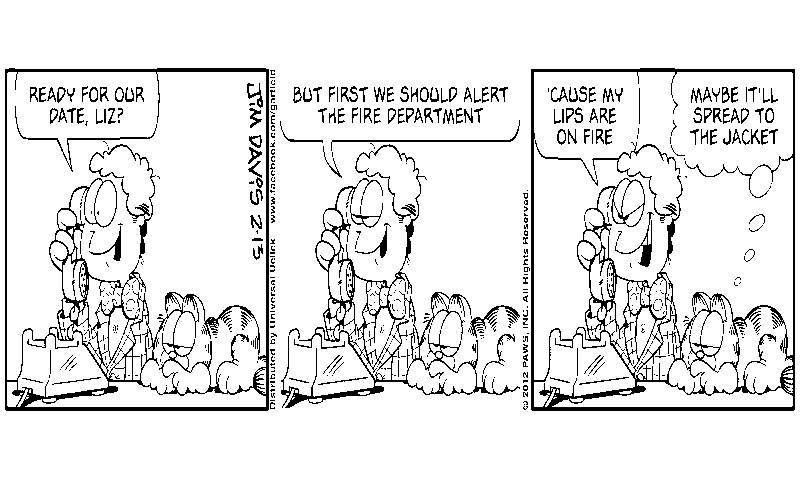 READY FOR OUR
DATE, LIZ?
JIM DAVIS 2-13
Distributed by Universal Uclick
www.facebook.com/garfield
BUT FIRST WE SHOULD ALERT
THE FIRE DEPARTMENT
© 2012 PAWS, INC. All Rights Reserved.
'CAUSE MY
LIPS ARE
ON FIRE
MAYBE IT'LL
SPREAD TO
THE JACKET